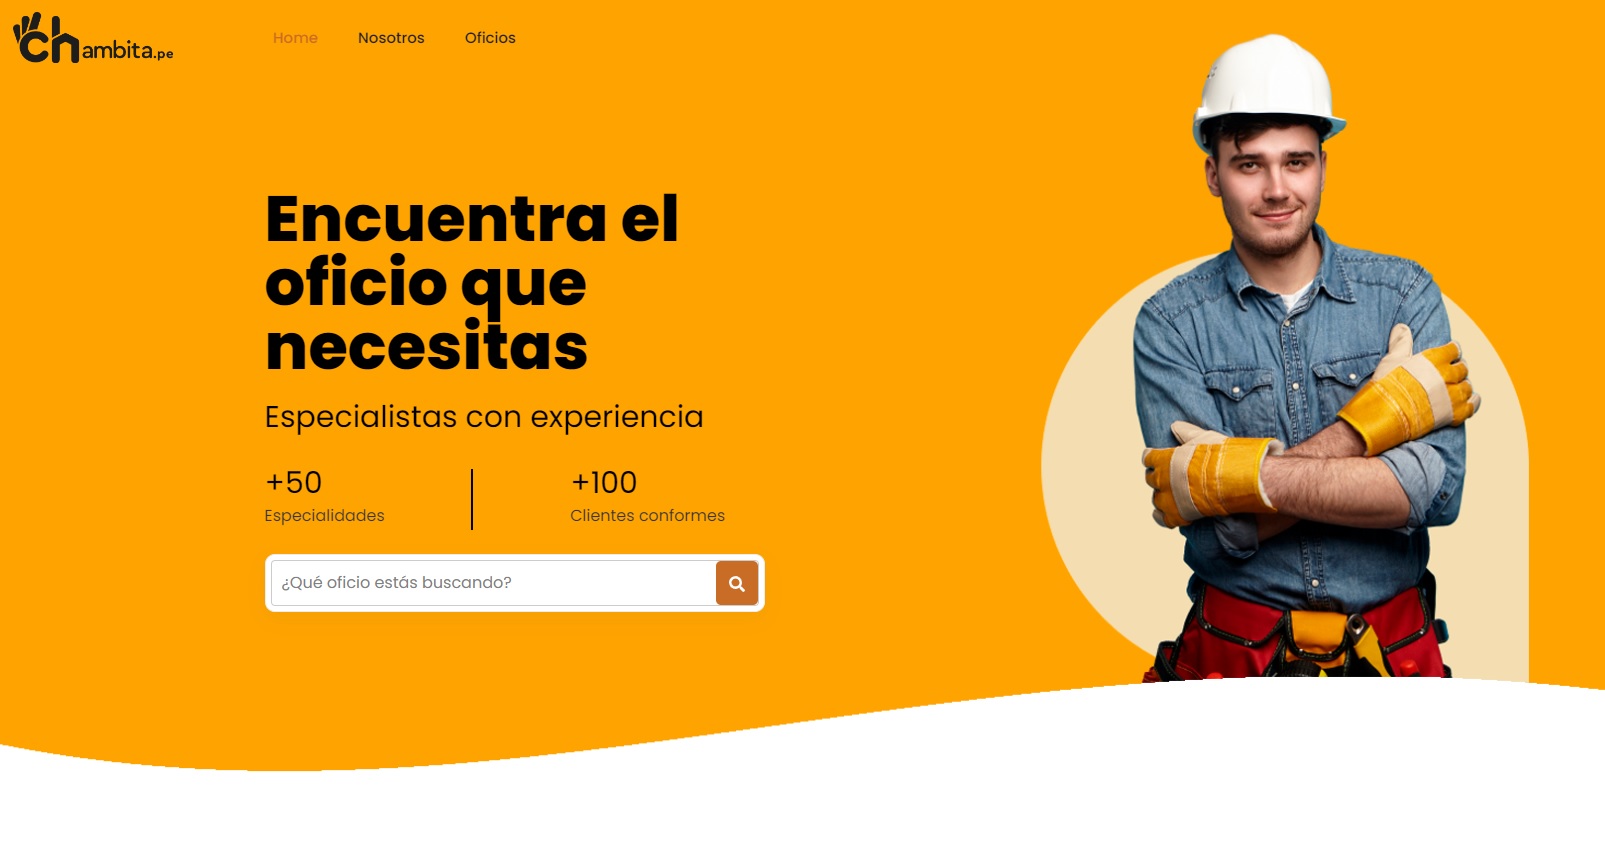 chambita.pe
Home Nosotros Oficios
Encuentra el
oficio que
necesitas
Especialistas con experiencia
+50 +100
Especialidades Clientes conformes
¿Qué oficio estás buscando?